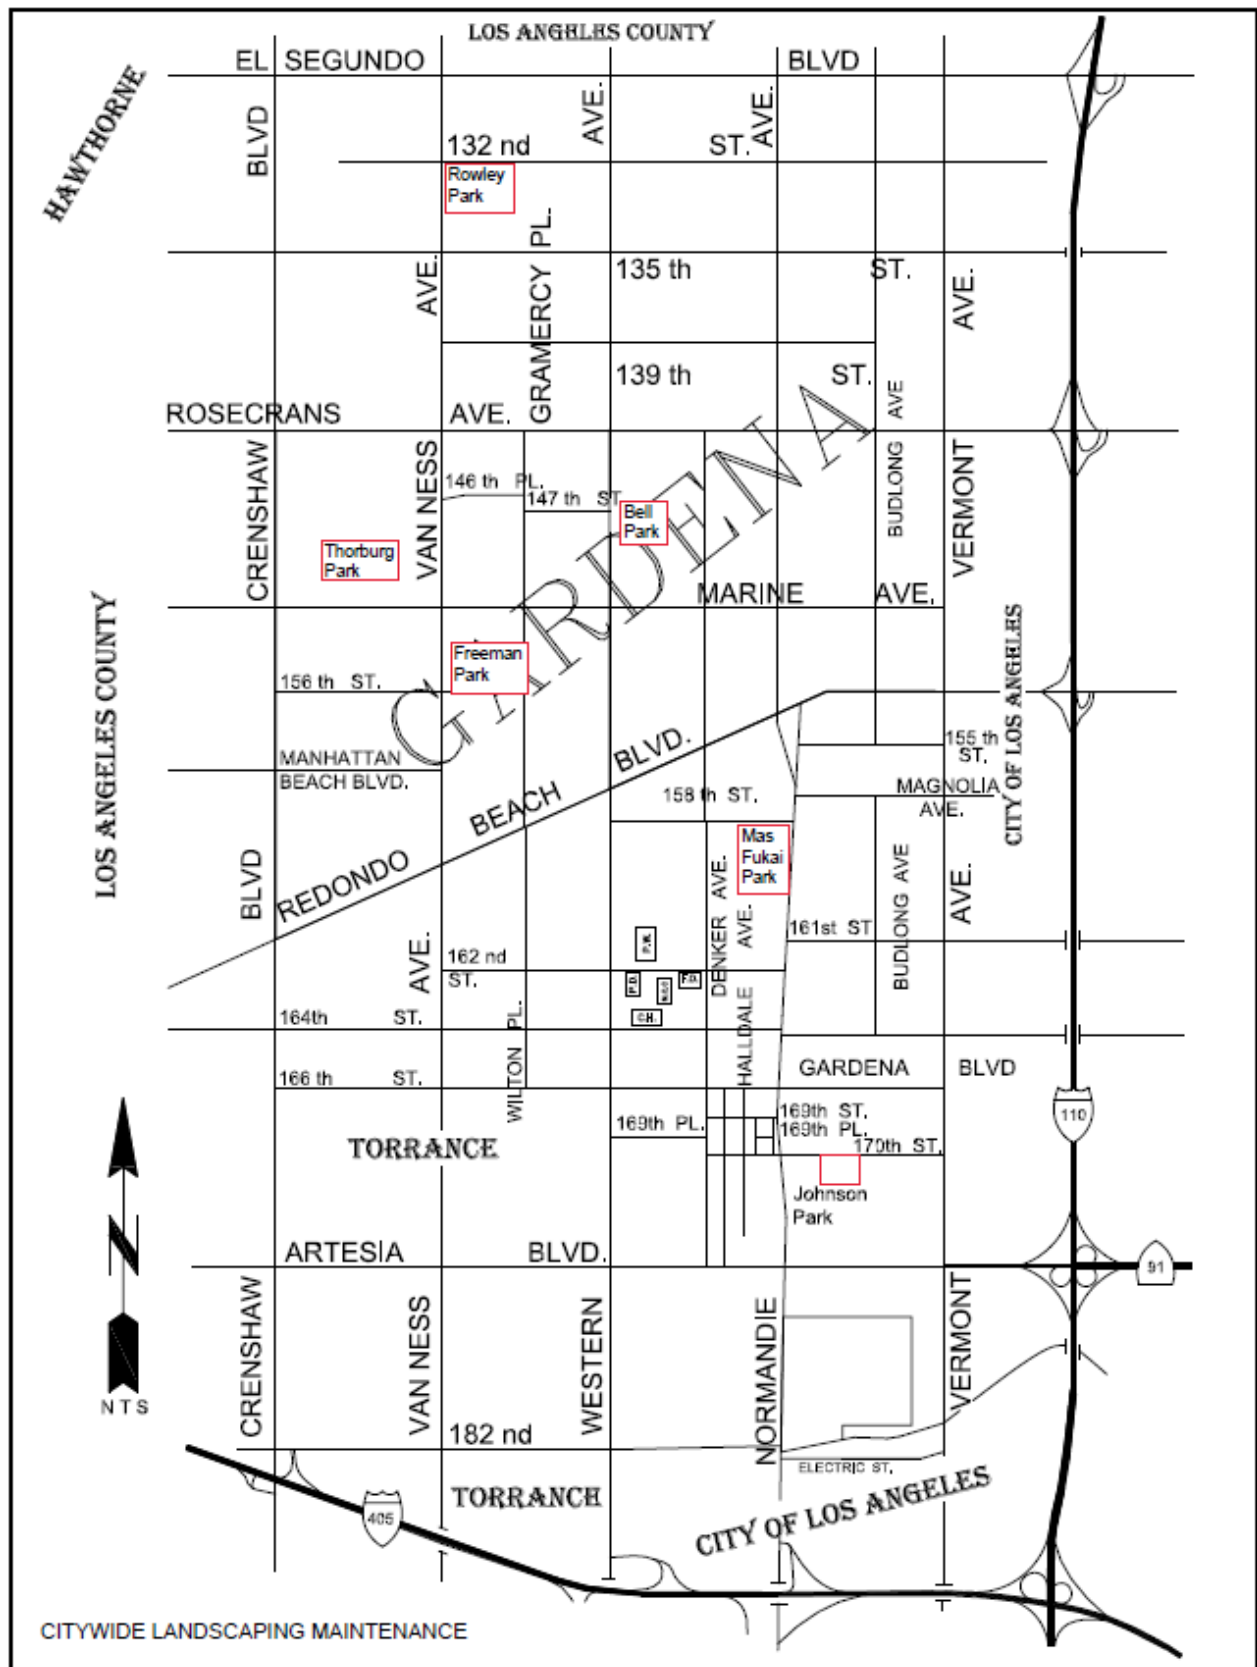 LOS ANGELES COUNTY
EL SEGUNDO BLVD
HAWTHORNE
BLVD
AVE.
AVE.
132 nd ST.
Rowley
Park
GRAMERCY PL.
135 th ST.
AVE.
AVE.
139 th ST.
ROSECRANS AVE.
BUDLONG AVE
CRENSHAW
VAN NESS
VERMONT
146 th PL.
147 th ST
Bell
Park
Thorburg
Park
GARDENA
MARINE AVE.
LOS ANGELES COUNTY
CITY OF LOS ANGELES
Freeman
Park
156 th ST.
MANHATTAN
BEACH BLVD.
REDONDO BEACH BLVD.
155 th
ST.
MAGNOLIA
AVE.
158 th ST.
Mas
Fukai
Park
BLVD
DENKER AVE.
HALLDALE AVE.
BUDLONG AVE
AVE.
161st ST
P.W.
AVE.
162 nd
ST.
P.D.
F.D.
C.H.
164th ST.
WILTON PL.
GARDENA BLVD
166 th ST.
110
169th PL.
169th ST.
169th PL.
170th ST.
TORRANCE
Johnson
Park
N
ARTESIA BLVD.
91
CRENSHAW
VAN NESS
WESTERN
NORMANDIE
VERMONT
N T S
182 nd
ELECTRIC ST.
TORRANCE
CITY OF LOS ANGELES
405
CITYWIDE LANDSCAPING MAINTENANCE